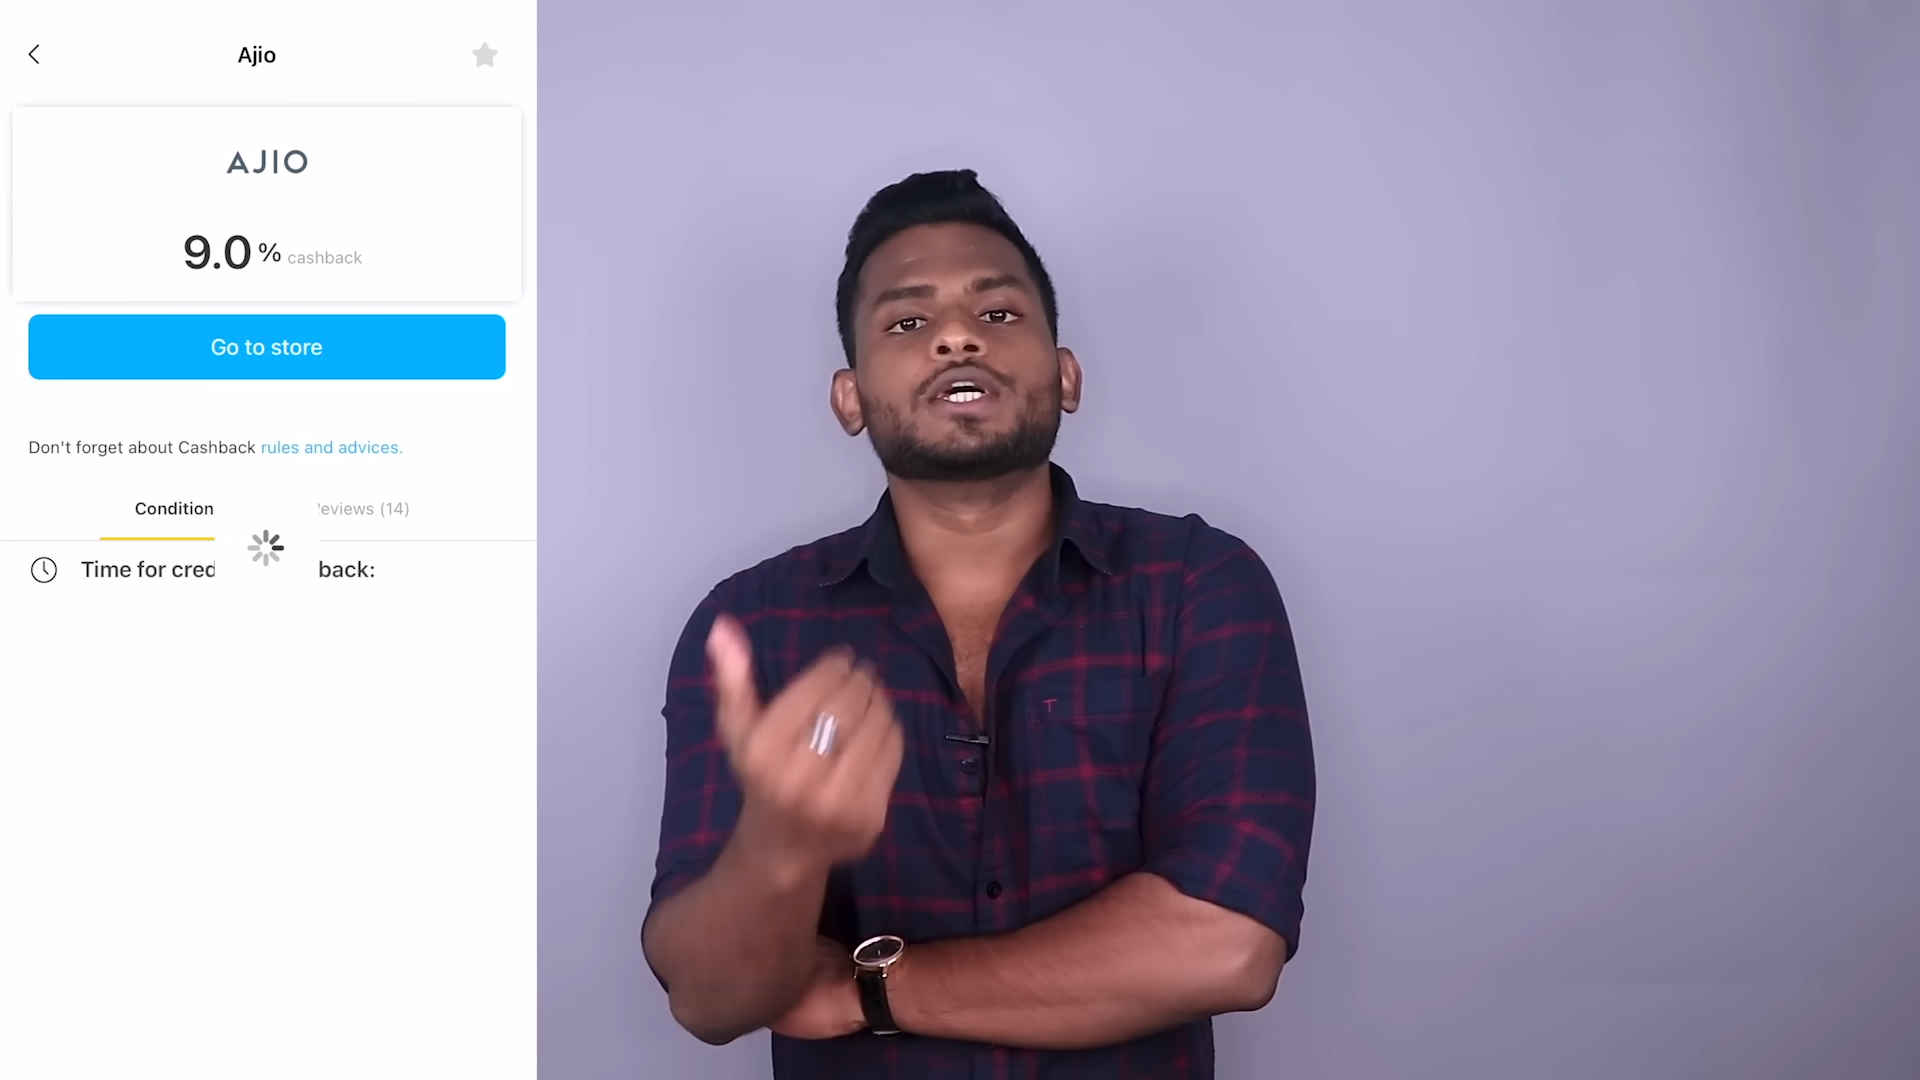 Ajio
AJIO
9.0 % cashback
Go to store
Don't forget about Cashback rules and advices.
Condition eviews (14)
Time for cred back:
T